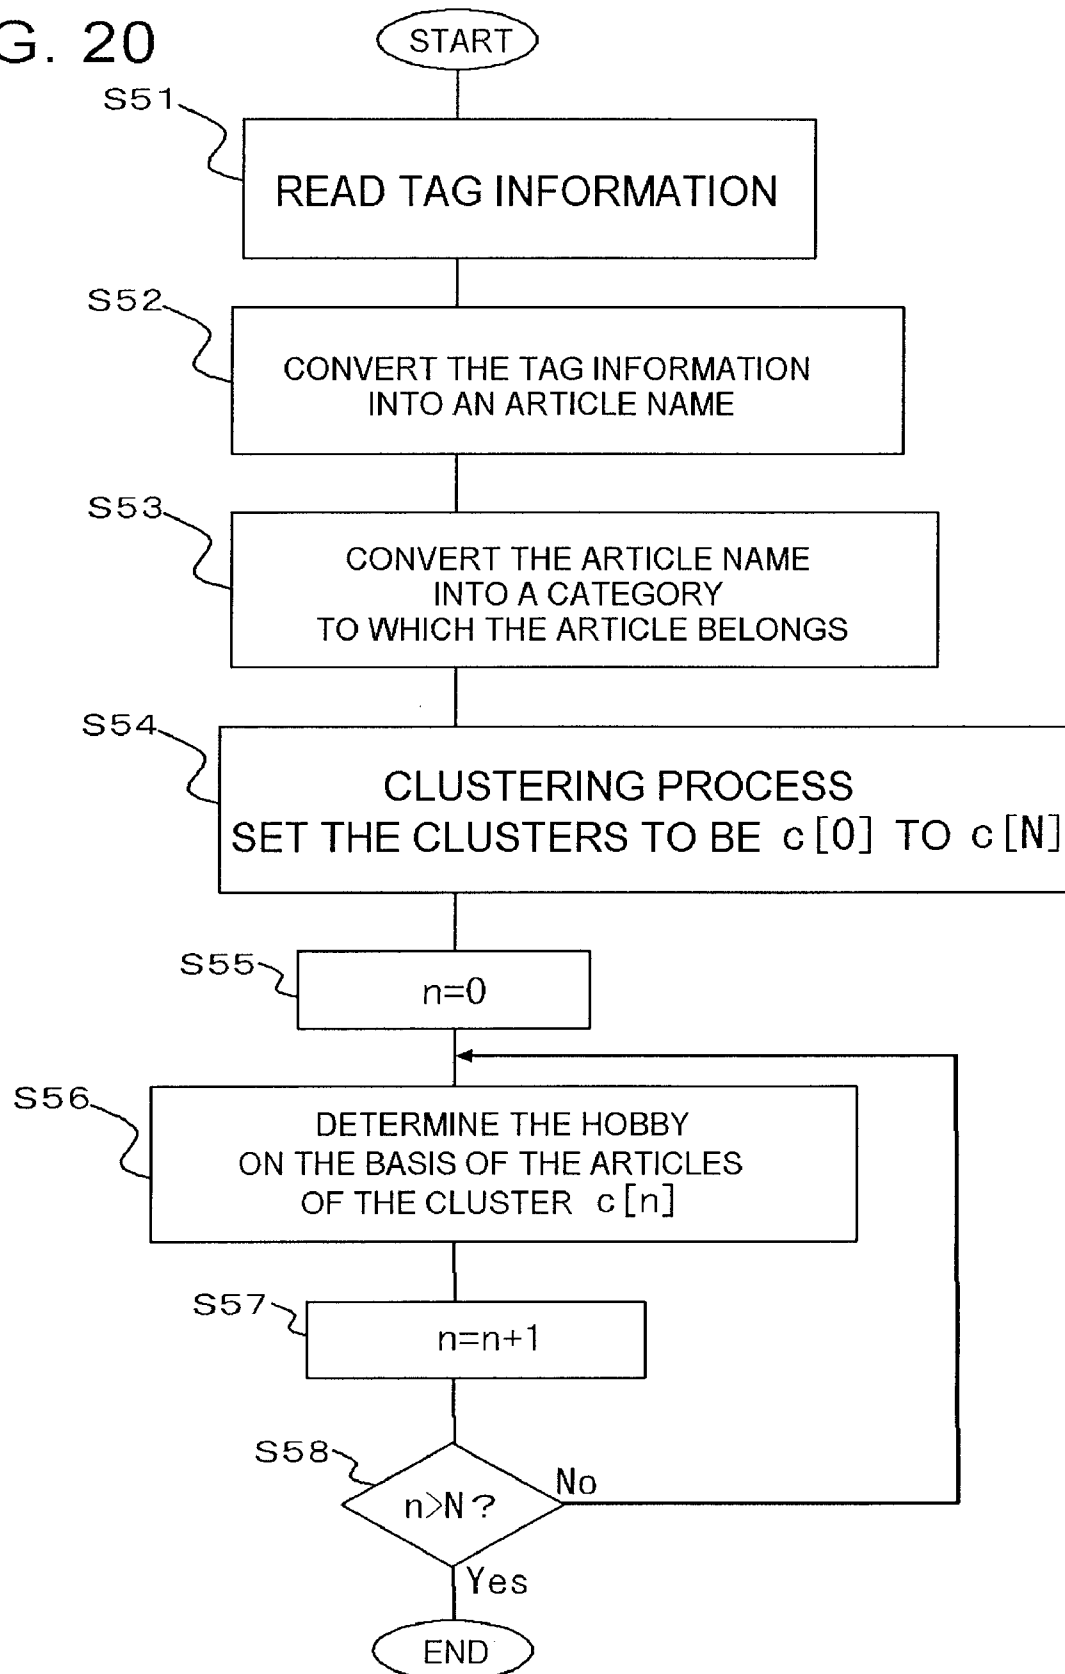 G. 20
START
S51
READ TAG INFORMATION
S52
CONVERT THE TAG INFORMATION
INTO AN ARTICLE NAME
S53
CONVERT THE ARTICLE NAME
INTO A CATEGORY
TO WHICH THE ARTICLE BELONGS
S54
CLUSTERING PROCESS
SET THE CLUSTERS TO BE c[0] TO c[N]
S55
n=0
S56
DETERMINE THE HOBBY
ON THE BASIS OF THE ARTICLES
OF THE CLUSTER c[n]
S57
n=n+1
S58
n>N?
No
Yes
END